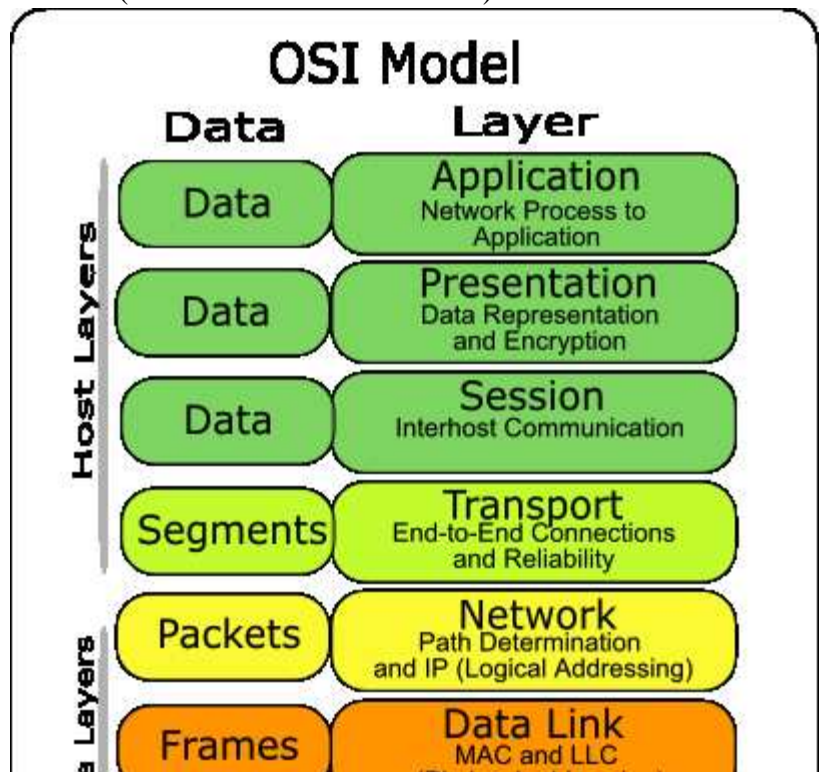 OSI Model
Data Layer
Host Layers
Data
Application
Network Process to
Application
Data
Presentation
Data Representation
and Encryption
Data
Session
Interhost Communication
Segments
Transport
End-to-End Connections
and Reliability
Packets
Network
Path Determination
and IP (Logical Addressing)
Layers
Frames
Data Link
MAC and LLC